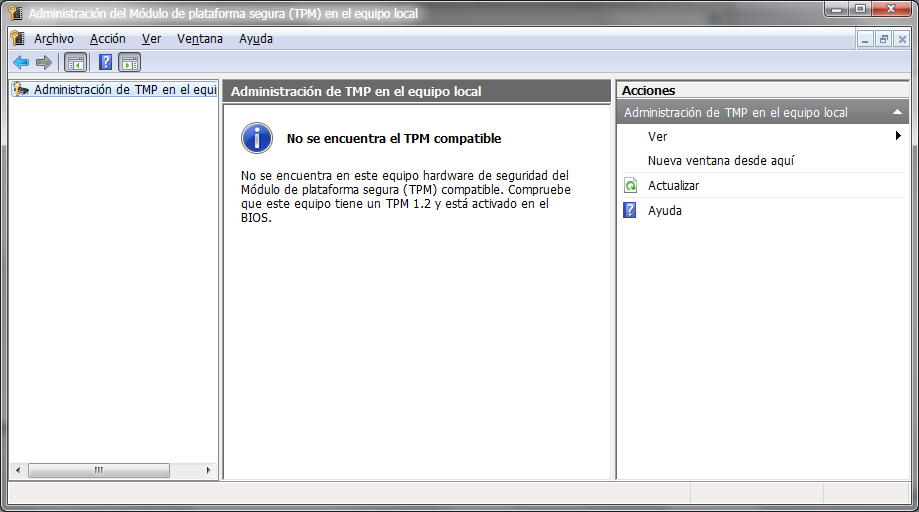 Administración del Módulo de plataforma segura (TPM) en el equipo local
Archivo Acción Ver Ventana Ayuda
Administración de TMP en el equi
Administración de TMP en el equipo local
No se encuentra el TPM compatible
No se encuentra en este equipo hardware de seguridad del
Módulo de plataforma segura (TPM) compatible. Compruebe
que este equipo tiene un TPM 1.2 y está activado en el
BIOS.
Acciones
Administración de TMP en el equipo local
Ver
Nueva ventana desde aquí
Actualizar
Ayuda